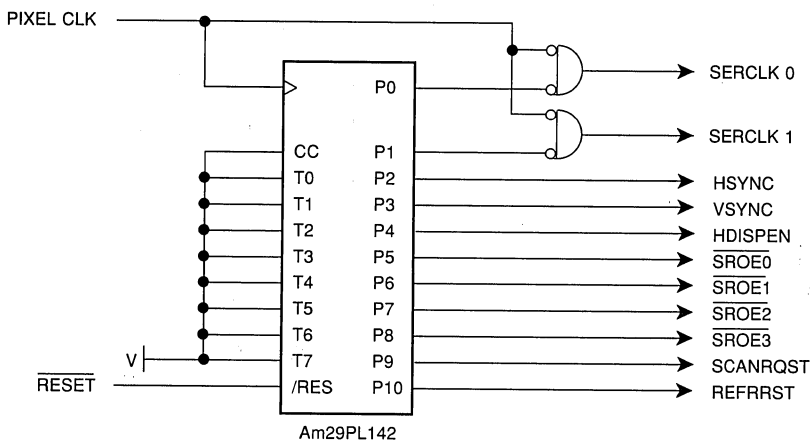 PIXEL CLK
P0
SERCLK 0
SERCLK 1
CC P1
T0 P2 HSYNC
T1 P3 VSYNC
T2 P4 HDISPEN
T3 P5 SROE0
T4 P6 SROE1
T5 P7 SROE2
T6 P8 SROE3
V T7 P9 SCANRQST
RESET /RES P10 REFRRST
Am29PL142